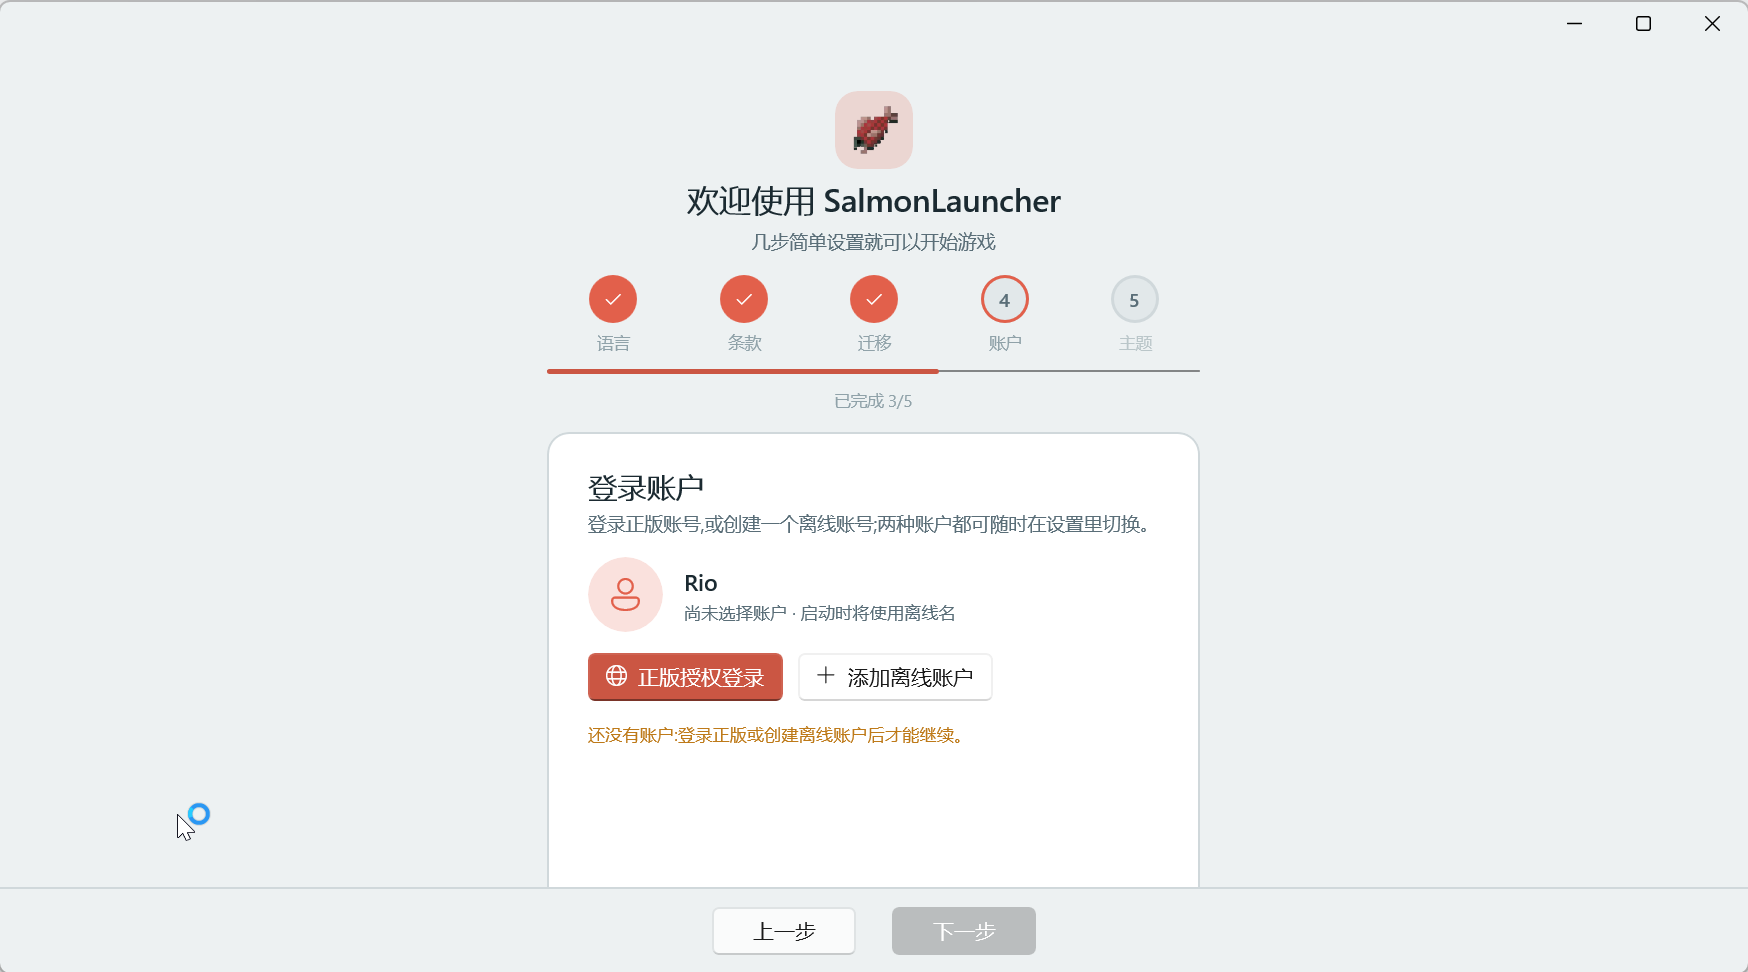 欢迎使用 SalmonLauncher
几步简单设置就可以开始游戏
4
5
语言
条款
迁移
账户
主题
已完成 3/5
登录账户
登录正版账号,或创建一个离线账号;两种账户都可随时在设置里切换。
Rio
尚未选择账户 · 启动时将使用离线名
正版授权登录
添加离线账户
还没有账户:登录正版或创建离线账户后才能继续。
上一步
下一步